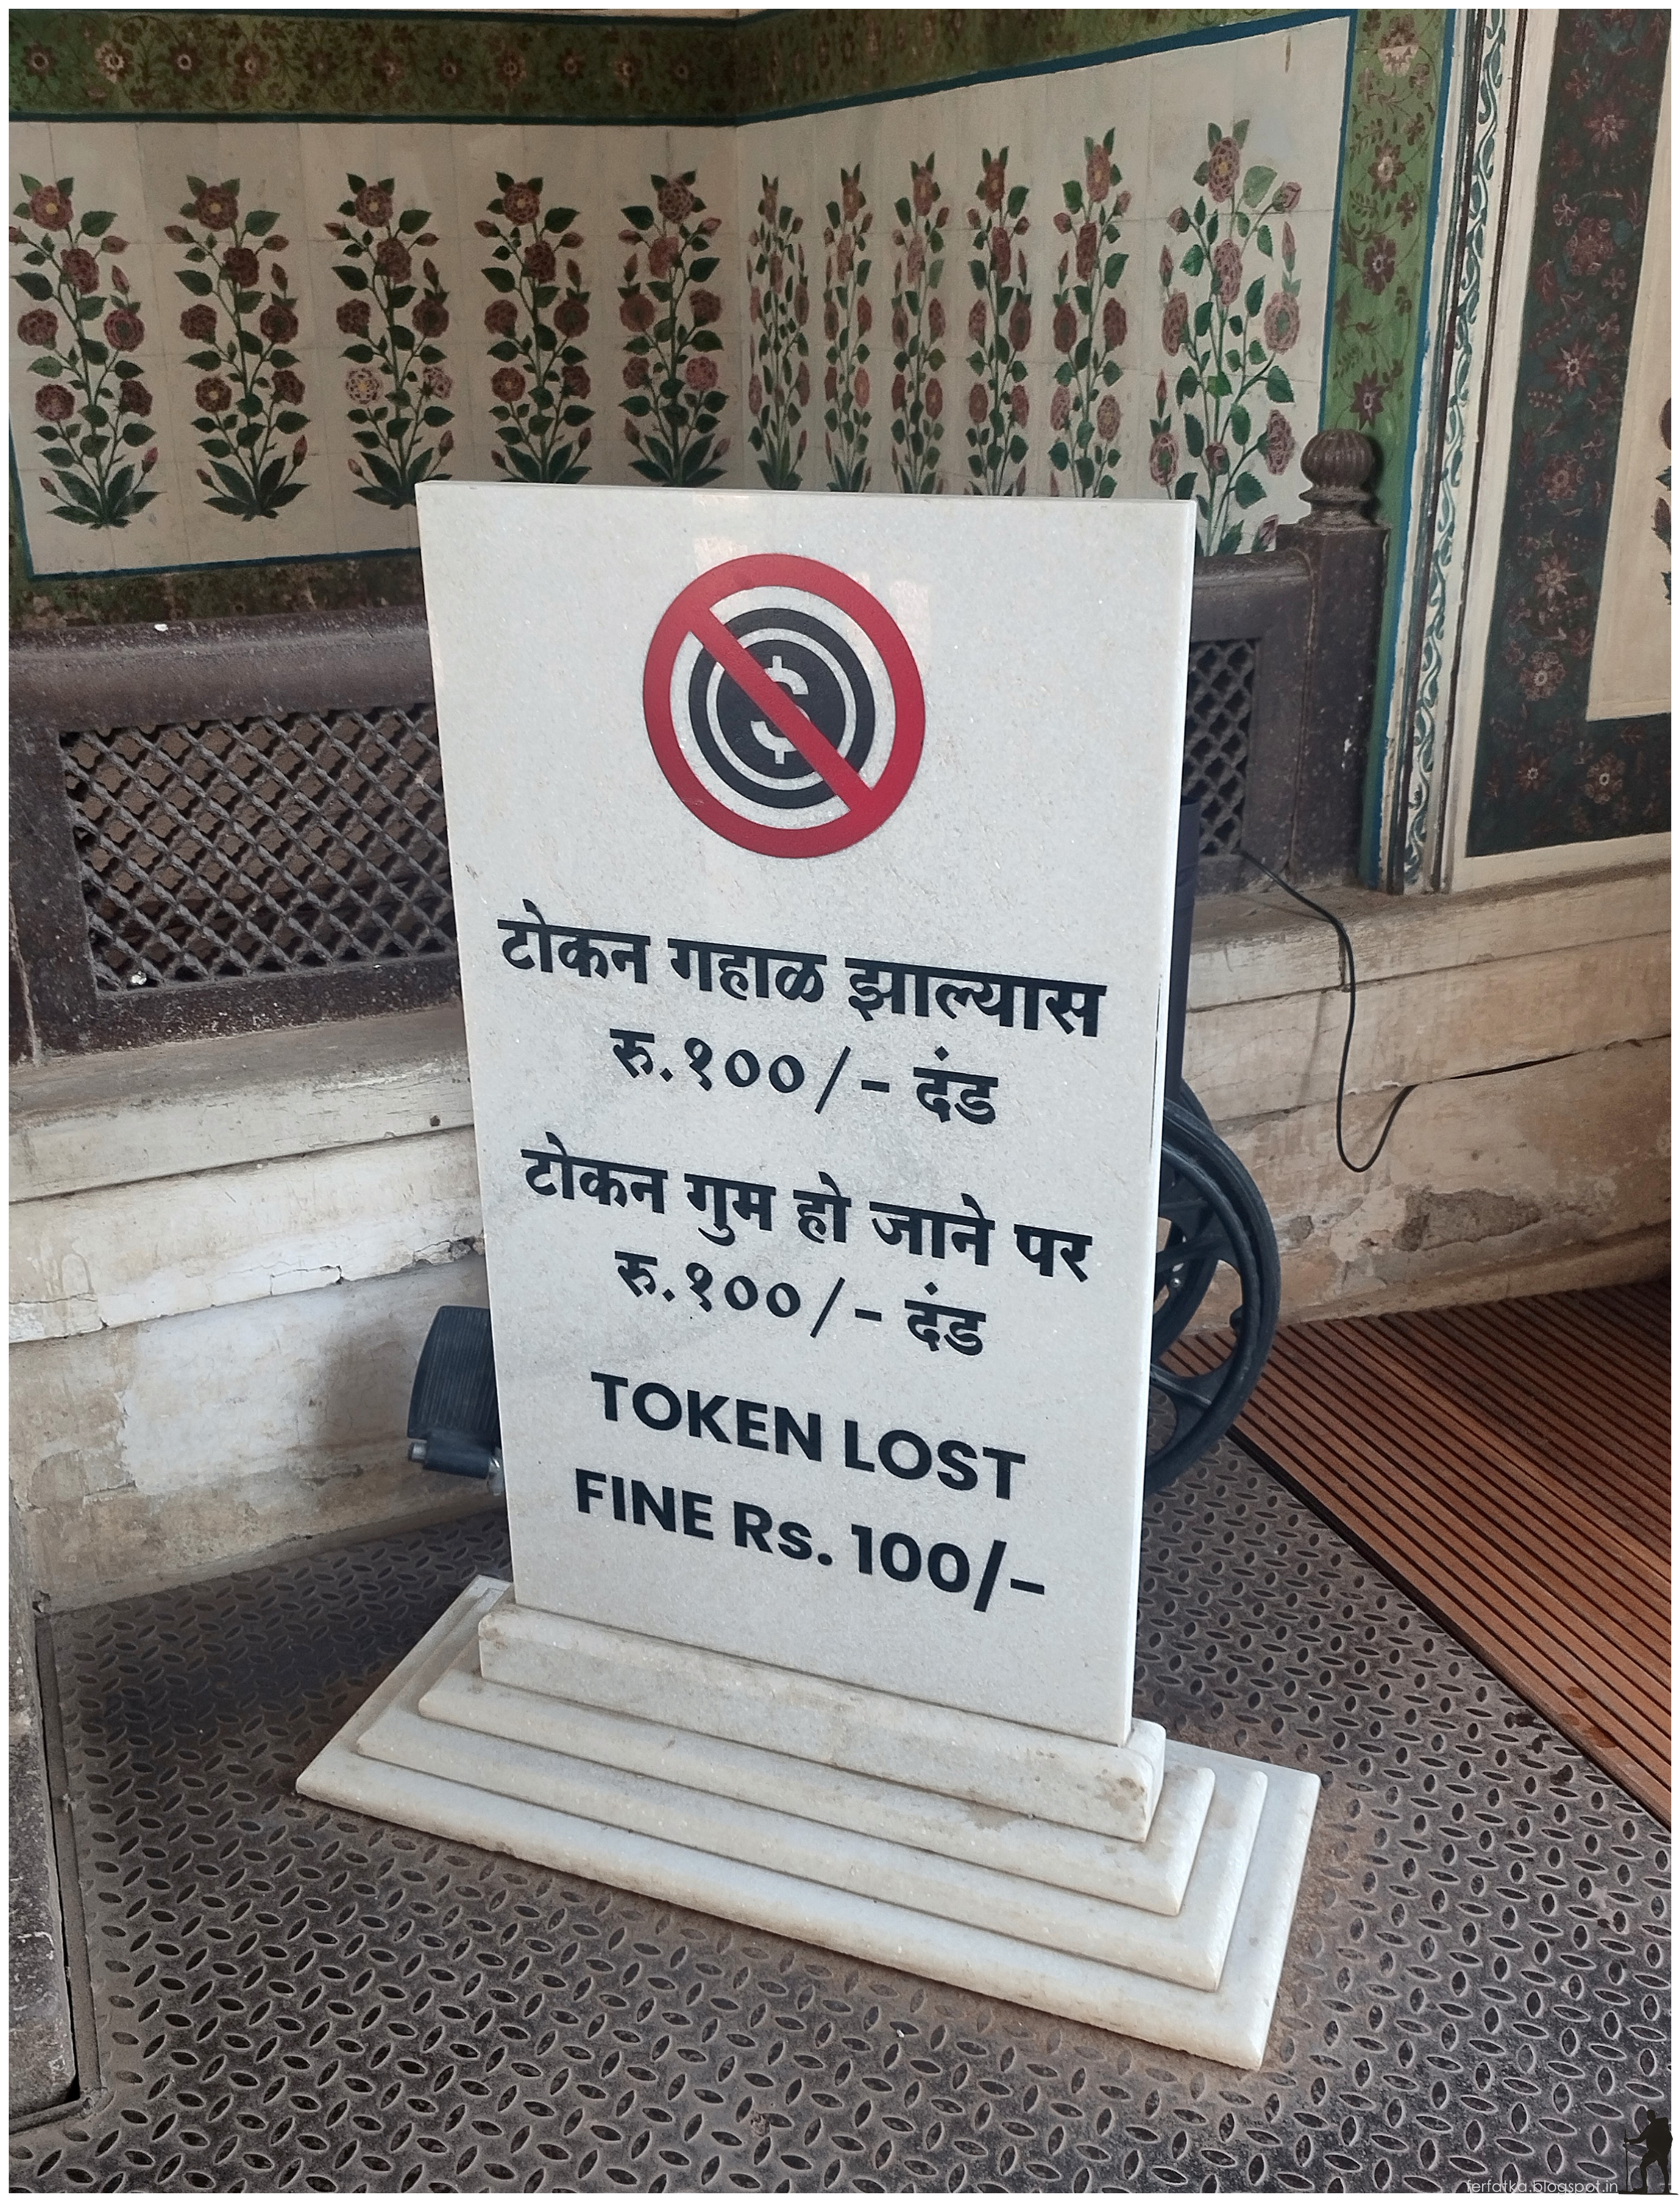 $
टोकन गहाळ झाल्यास
रु.१००/- दंड
टोकन गुम हो जाने पर
रु.१००/- दंड
TOKEN LOST
FINE Rs. 100/-
ferfatka.blogspot.in